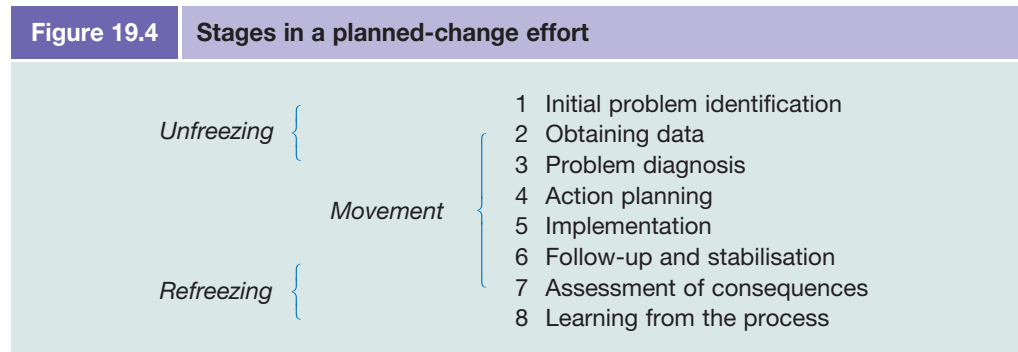 Figure 19.4 Stages in a planned-change effort
1 Initial problem identification
Unfreezing
2 Obtaining data
3 Problem diagnosis
4 Action planning
Movement
5 Implementation
6 Follow-up and stabilisation
Refreezing
7 Assessment of consequences
8 Learning from the process